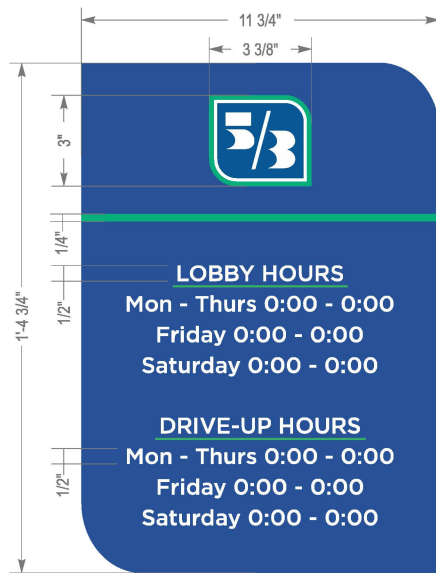 11 3/4"
3 3/8"
5/3
3"
1/4"
1/2"
1'-4 3/4"
LOBBY HOURS
Mon - Thurs 0:00 - 0:00
Friday 0:00 - 0:00
Saturday 0:00 - 0:00
DRIVE-UP HOURS
1/2"
Mon - Thurs 0:00 - 0:00
Friday 0:00 - 0:00
Saturday 0:00 - 0:00